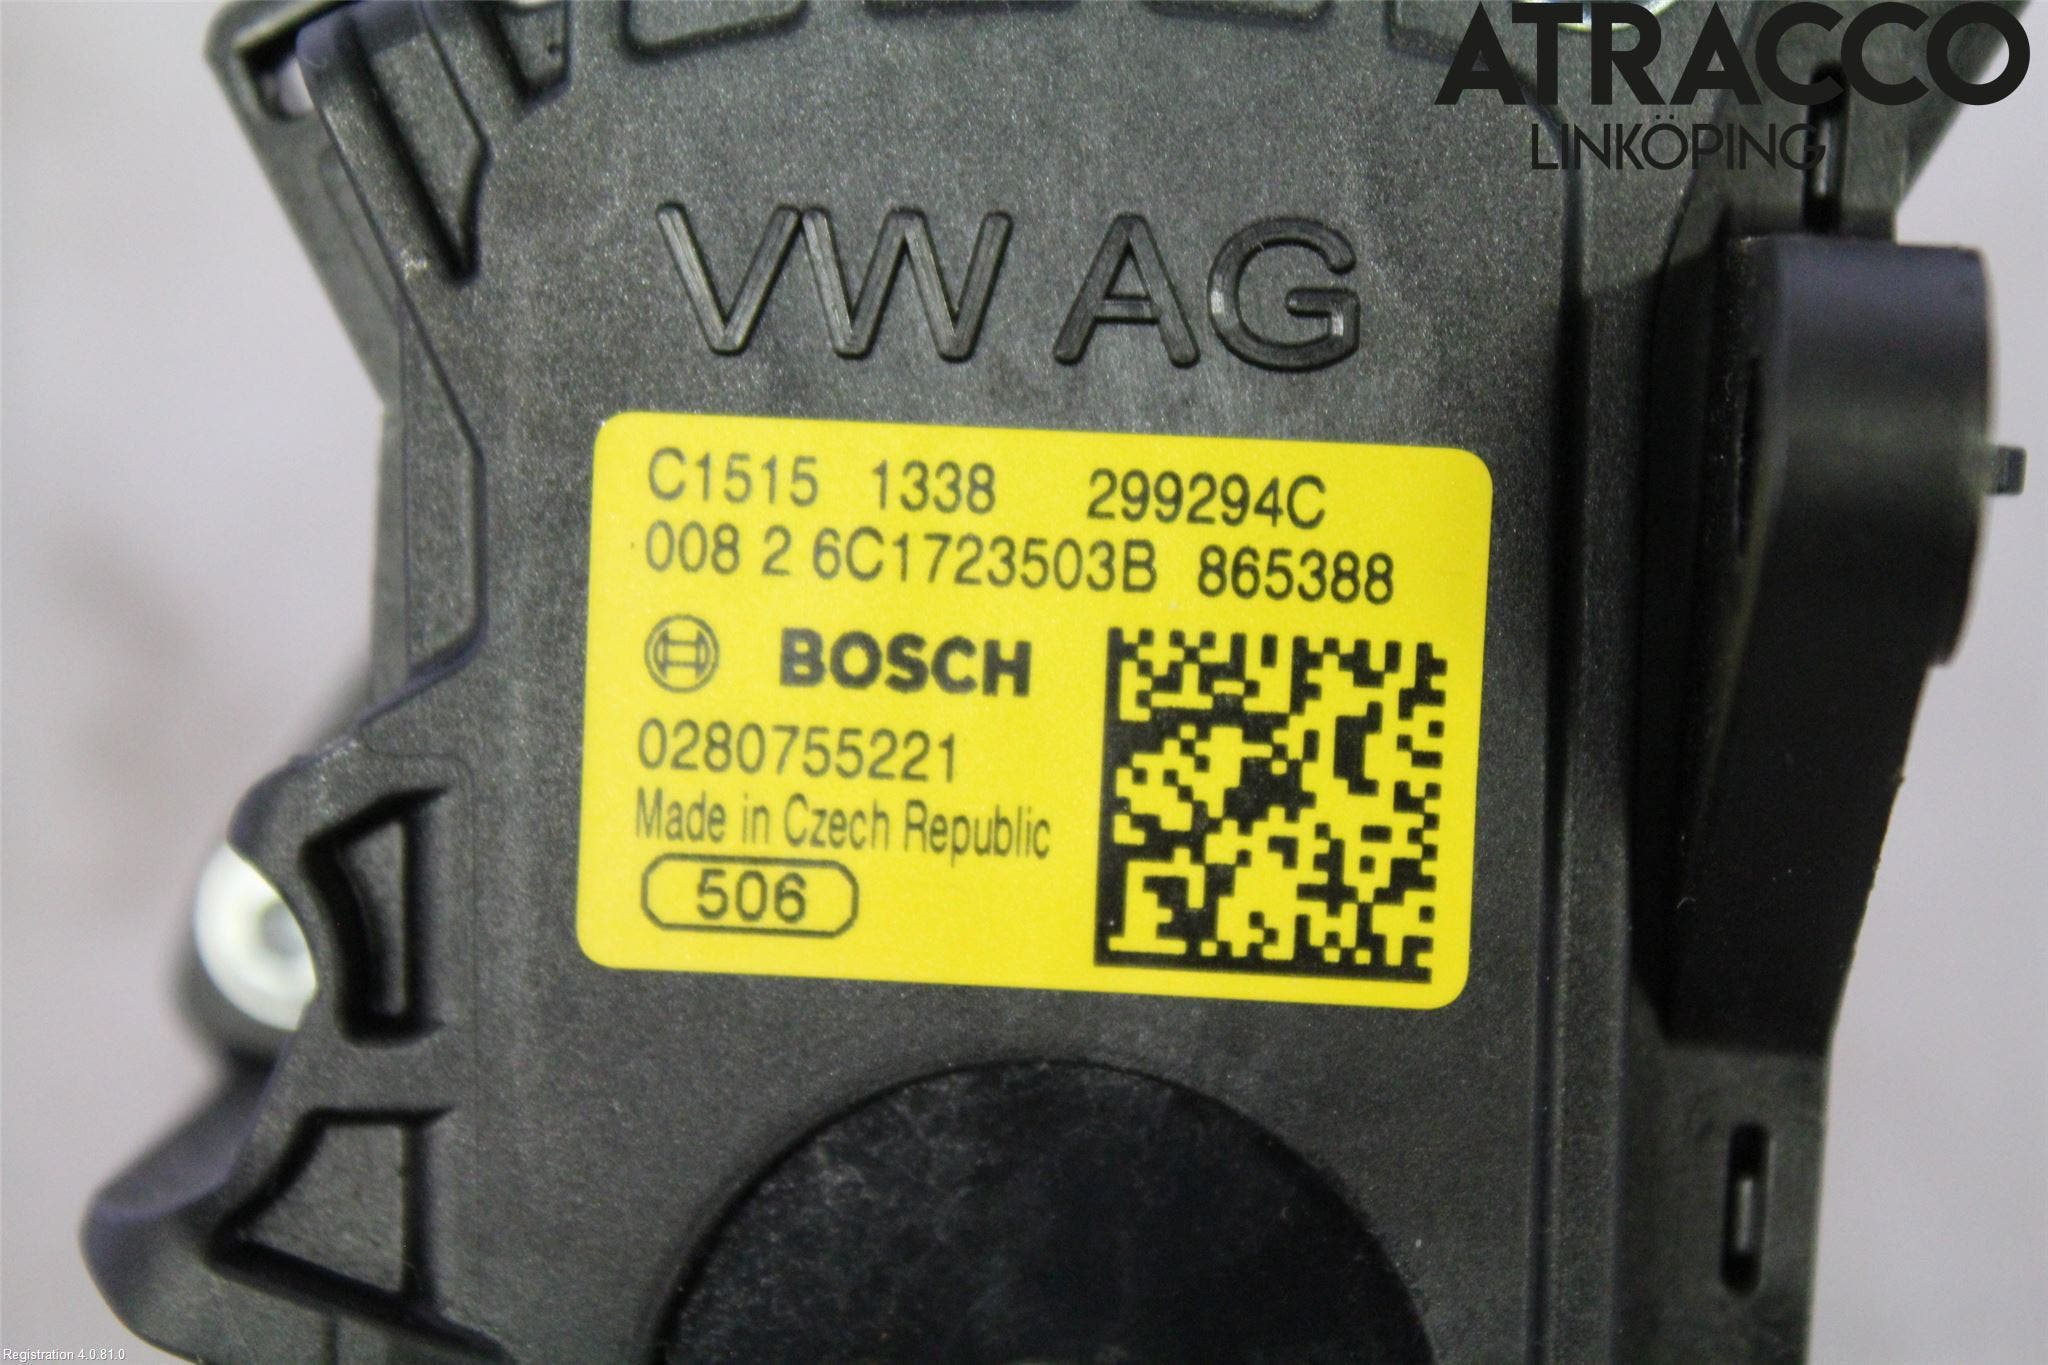 ATRACCO
LINKÖPING
VW AG
C1515 1338 299294C
008 2 6C1723503B 865388
BOSCH
0280755221
Made in Czech Republic
506
Registration 4.0.81.0